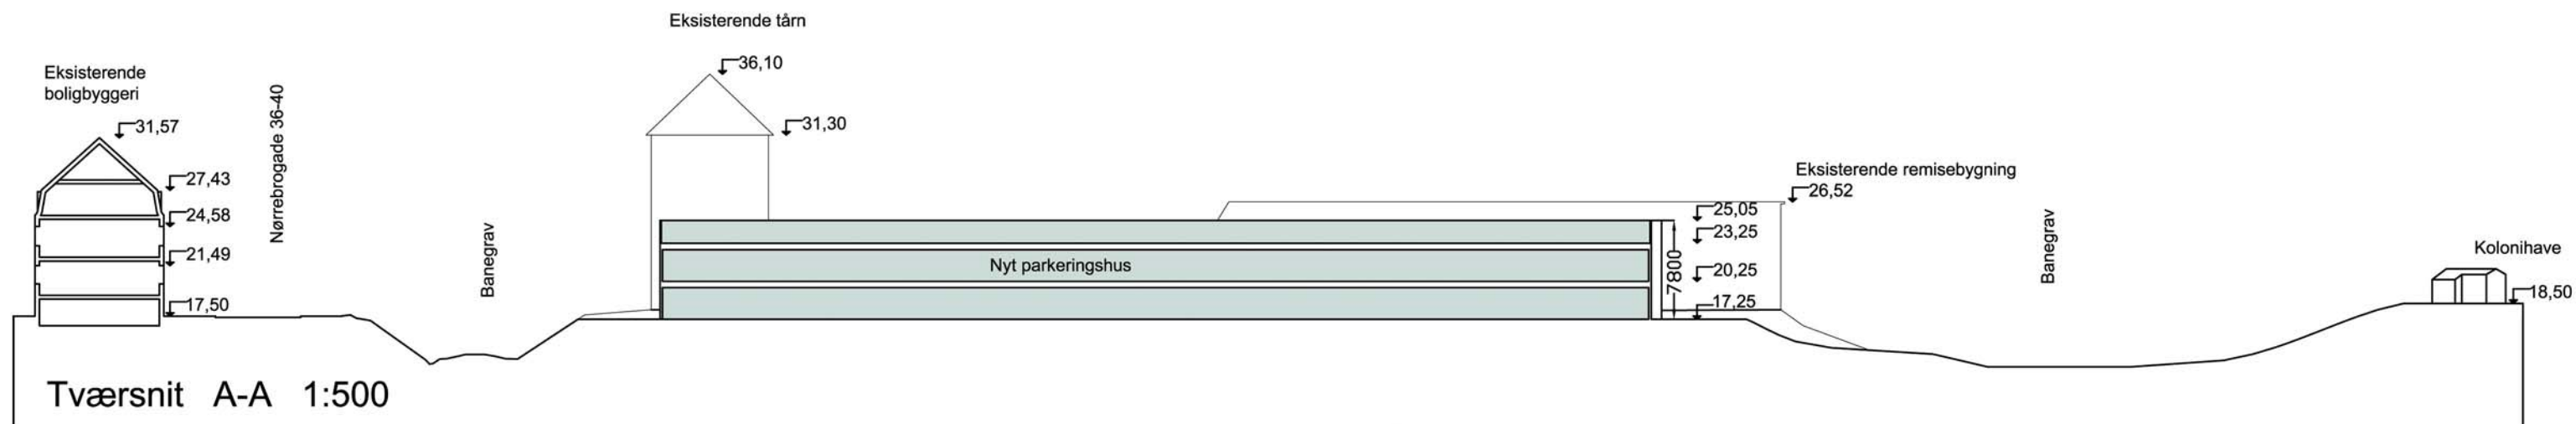 Eksisterende tårn
36,10
31,30
Eksisterende
boligbyggeri
31,57
27,43
24,58
21,49
17,50
Nørrebrogade 36-40
Banegrav
Nyt parkeringshus
7800
25,05
23,25
20,25
17,25
Eksisterende remisebygning
26,52
Banegrav
Kolonihave
18,50
Tværsnit A-A 1:500